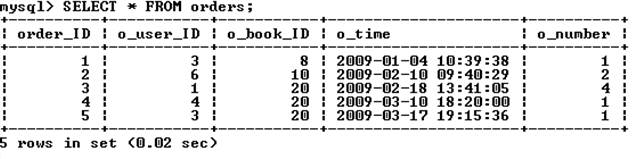 mysql> SELECT * FROM orders;
+----------+-----------+-----------+---------------------+----------+
| order_ID | o_user_ID | o_book_ID | o_time              | o_number |
+----------+-----------+-----------+---------------------+----------+
|        1 |         3 |         8 | 2009-01-04 10:39:38 |        1 |
|        2 |         6 |        10 | 2009-02-10 09:40:29 |        2 |
|        3 |         1 |        20 | 2009-02-18 13:41:05 |        4 |
|        4 |         4 |        20 | 2009-03-10 18:20:00 |        1 |
|        5 |         3 |        20 | 2009-03-17 19:15:36 |        1 |
+----------+-----------+-----------+---------------------+----------+
5 rows in set (0.02 sec)